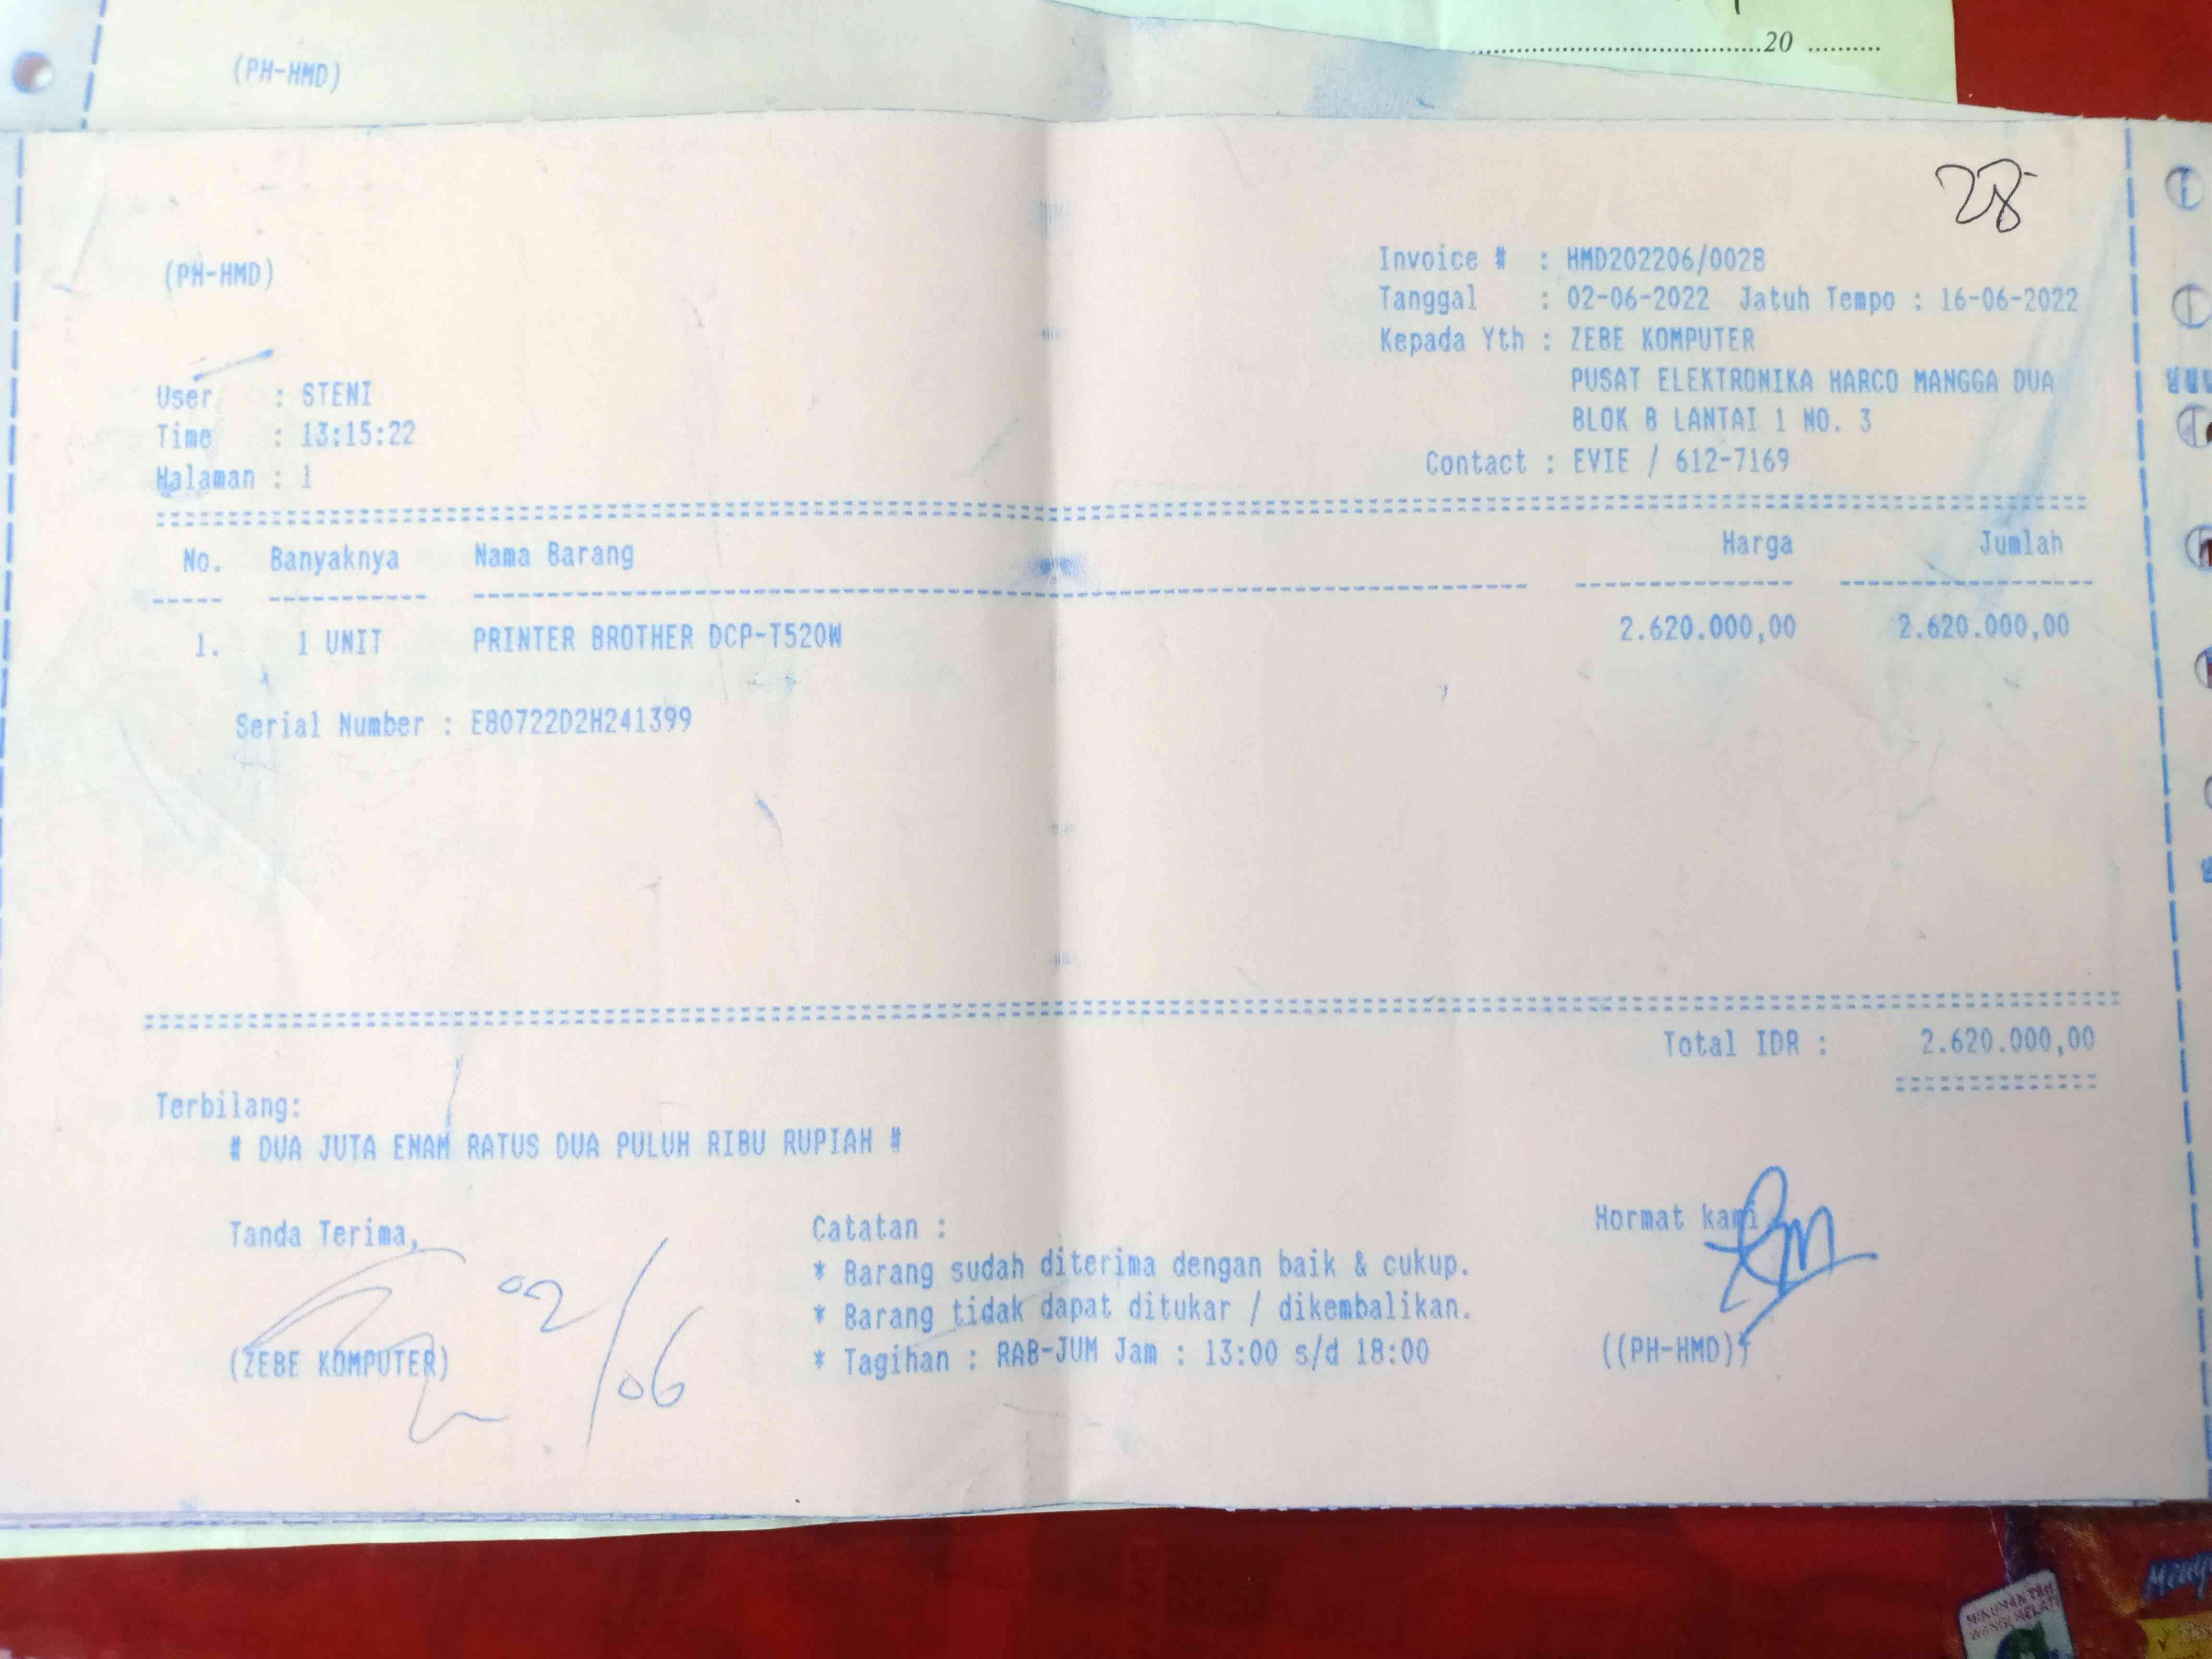 ....................20 ..........
(PH-HMD)
28
(PH-HMD)
Invoice # : HMD202206/0028
Tanggal : 02-06-2022 Jatuh Tempo : 16-06-2022
Kepada Yth : ZEBE KOMPUTER
PUSAT ELEKTRONIKA HARCO MANGGA DUA
BLOK B LANTAI 1 NO. 3
Contact : EVIE / 612-7169
User : STENI
Time : 13:15:22
Halaman : 1
No. Banyaknya Nama Barang Harga Jumlah
1. 1 UNIT PRINTER BROTHER DCP-T520W 2.620.000,00 2.620.000,00
Serial Number : E80722D2H241399
Total IDR : 2.620.000,00
Terbilang:
# DUA JUTA ENAM RATUS DUA PULUH RIBU RUPIAH #
Tanda Terima,
02/06
(ZEBE KOMPUTER)
Catatan :
* Barang sudah diterima dengan baik & cukup.
* Barang tidak dapat ditukar / dikembalikan.
* Tagihan : RAB-JUM Jam : 13:00 s/d 18:00
Hormat kami
((PH-HMD))
MINUMAN TEH
WANGI MELATI